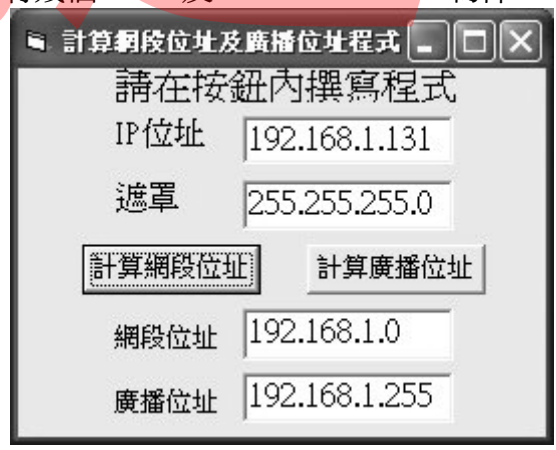 計算網段位址及廣播位址程式
請在按鈕內撰寫程式
IP位址 192.168.1.131
遮罩 255.255.255.0
計算網段位址 計算廣播位址
網段位址 192.168.1.0
廣播位址 192.168.1.255